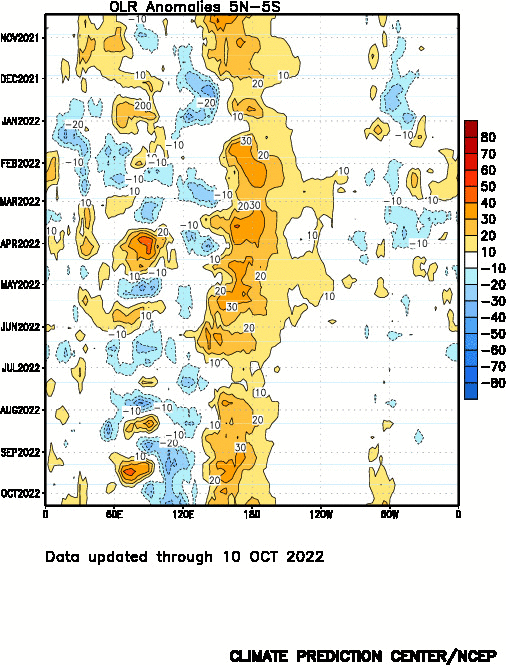 OLR Anomalies 5N-5S
NOV2021
DEC2021
JAN2022
FEB2022
MAR2022
APR2022
MAY2022
JUN2022
JUL2022
AUG2022
SEP2022
OCT2022
0 60E 120E 180 120W 60W 0
80
70
60
50
40
30
20
10
-10
-20
-30
-40
-50
-60
-70
-80
Data updated through 10 OCT 2022
CLIMATE PREDICTION CENTER/NCEP